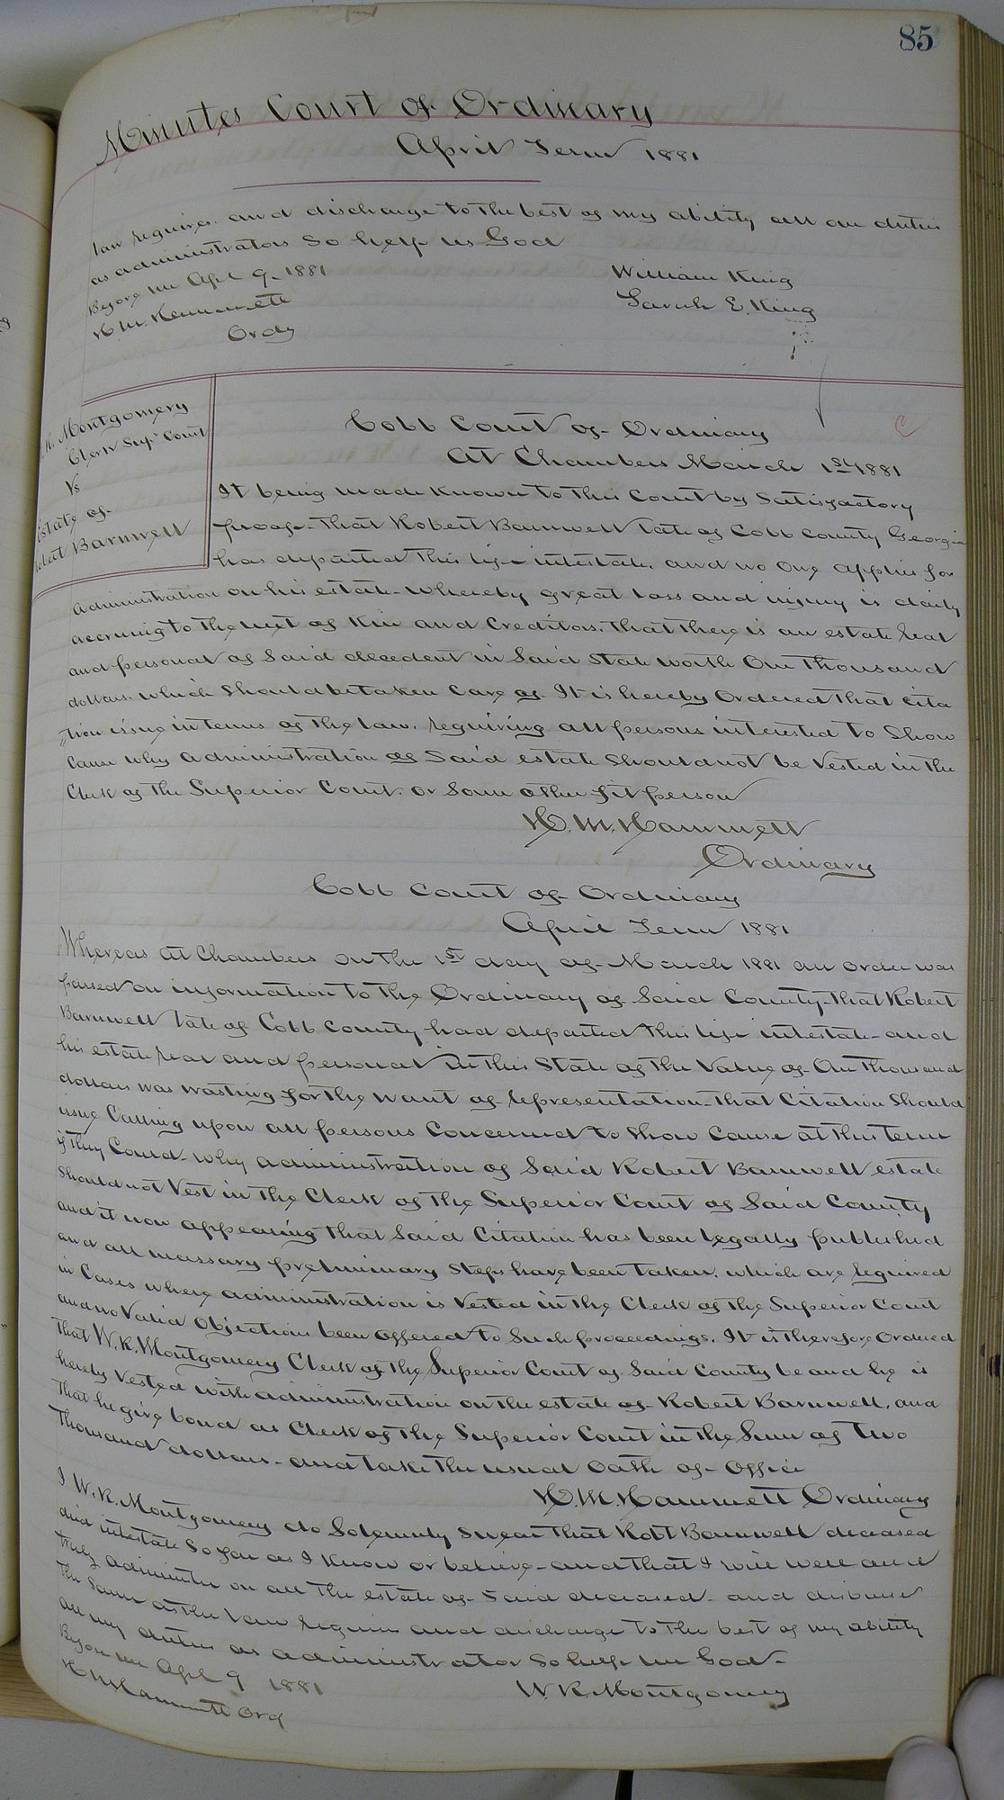 85
Minutes Court of Ordinary
April Term 1881
law requires. and discharge to the best of my ability all our duties
as administrators So help us God
Before me Apl 9. 1881
William King
H. M. Hammett
Sarah E. King
Ordy
W. R. Montgomery
Clerk Sup. Court
Vs
Estate of
Robert Barnwell
Cobb Court of Ordinary
At Chambers March 1st 1881
It being made known to this Court by Satisfactory
proof that Robert Barnwell late of Cobb county Georgia
has departed this life intestate, and no one applies for
administration on his estate whereby great loss and injury is daily
accruing to the next of Kin and Creditors, that there is an estate real
and personal of Said decedent in Said State worth One Thousand
dollars which should be taken Care of. It is hereby Ordered that cita
"tion issue in terms of the law, requiring all persons interested to Show
Cause why administration of Said estate Should not be Vested in the
Clerk of the Superior Court, or Some other fit person
H. M. Hammett
Ordinary
Cobb Court of Ordinary
April Term 1881
Whereas at Chambers on the 1st day of March 1881 an order was
passed on information to the Ordinary of Said County that Robert
Barnwell late of Cobb County had departed this life intestate and
his estate real and personal in this State of the Value of One Thousand
dollars was wasting for the want of representation that Citation Should
issue Calling upon all persons Concerned to show cause at this term
if they Could why administration of Said Robert Barnwell estate
Should not Vest in the Clerk of the Superior Court of Said County
and it now appearing that Said Citation has been legally published
and all necessary preliminary Steps have been taken, which are required
in Cases where administration is Vested in the Clerk of the Superior Court
and no Valid Objections been offered to Such proceedings. It is therefore Ordered
that W. R. Montgomery Clerk of the Superior Court of Said County be and he is
hereby Vested with administration on the estate of Robert Barnwell, and
that he give bond as Clerk of the Superior Court in the Sum of Two
Thousand dollars and take the usual Oath of Office
H. M. Hammett Ordinary
I W. R. Montgomery do Solemnly Swear that Robt Barnwell deceased
died intestate So far as I know or believe and that I will well and
truly administer on all the estate of Said deceased and disburse
the Same as the law requires and discharge to the best of my ability
all my duties as administrator So help me God.
Before me Apl 9 1881
W R Montgomery
H M Hammett Ord